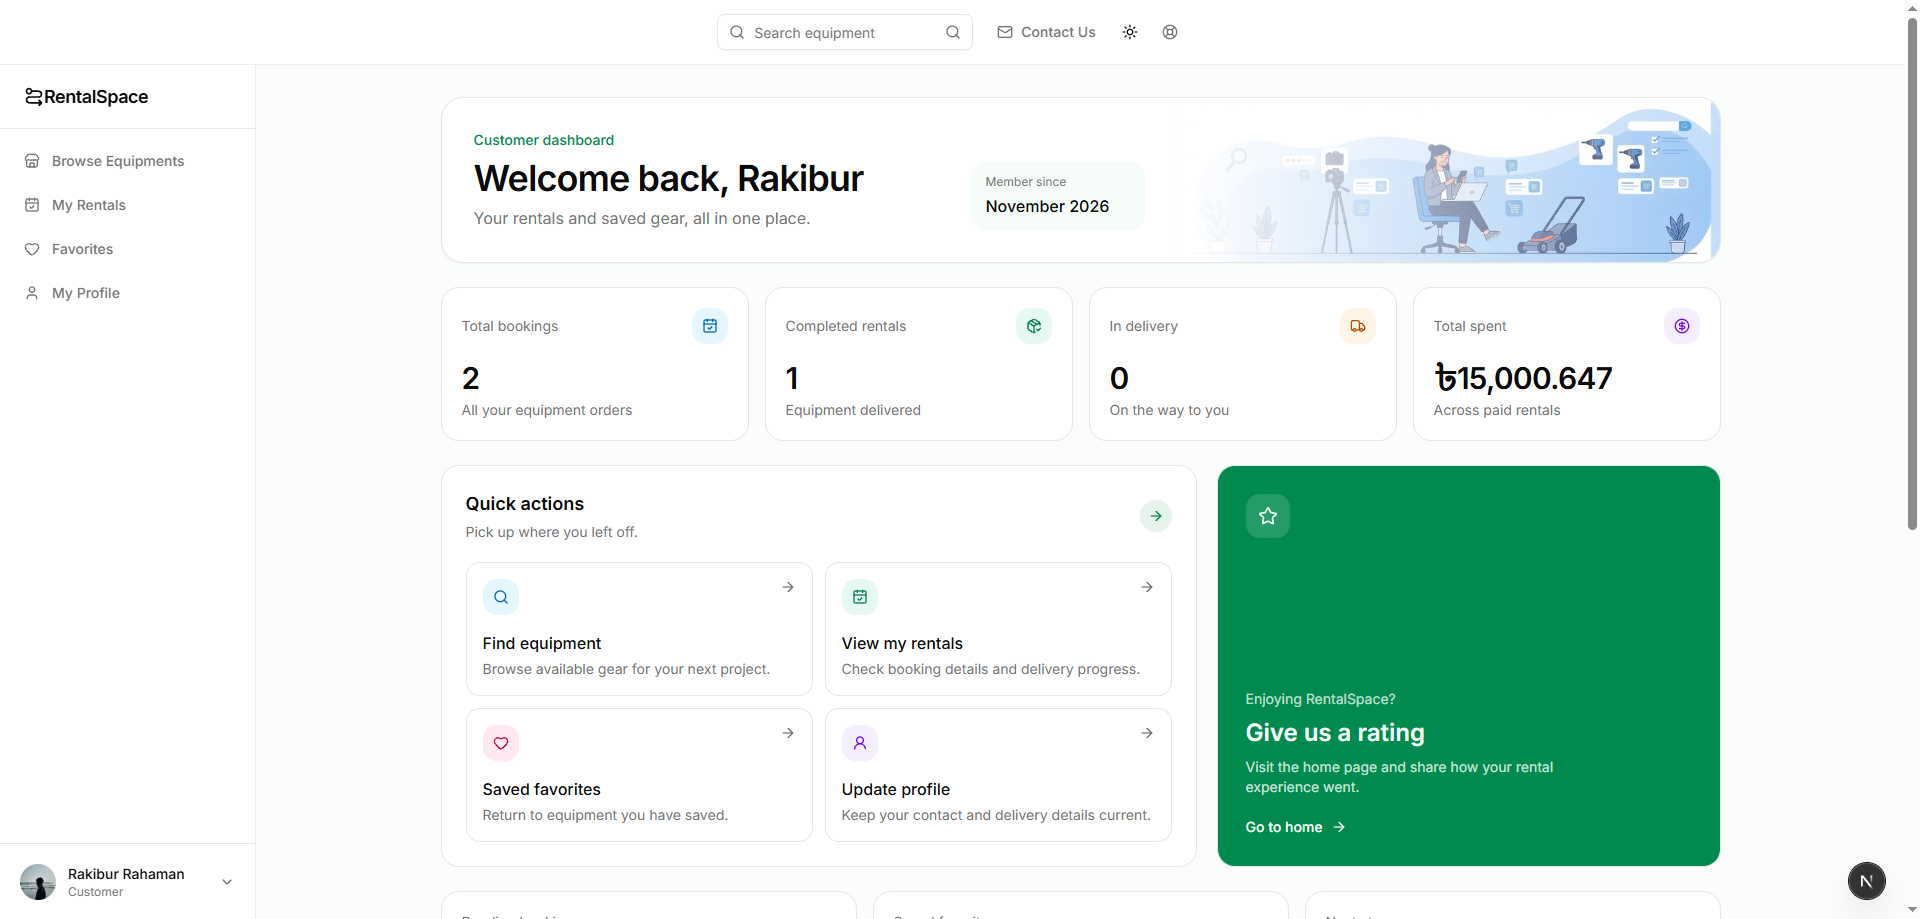 Search equipment
Contact Us
RentalSpace
Browse Equipments
My Rentals
Favorites
My Profile
Customer dashboard
Welcome back, Rakibur
Your rentals and saved gear, all in one place.
Member since
November 2026
Total bookings
2
All your equipment orders
Completed rentals
1
Equipment delivered
In delivery
0
On the way to you
Total spent
৳15,000.647
Across paid rentals
Quick actions
Pick up where you left off.
Find equipment
Browse available gear for your next project.
View my rentals
Check booking details and delivery progress.
Saved favorites
Return to equipment you have saved.
Update profile
Keep your contact and delivery details current.
Enjoying RentalSpace?
Give us a rating
Visit the home page and share how your rental
experience went.
Go to home
Rakibur Rahaman
Customer
N